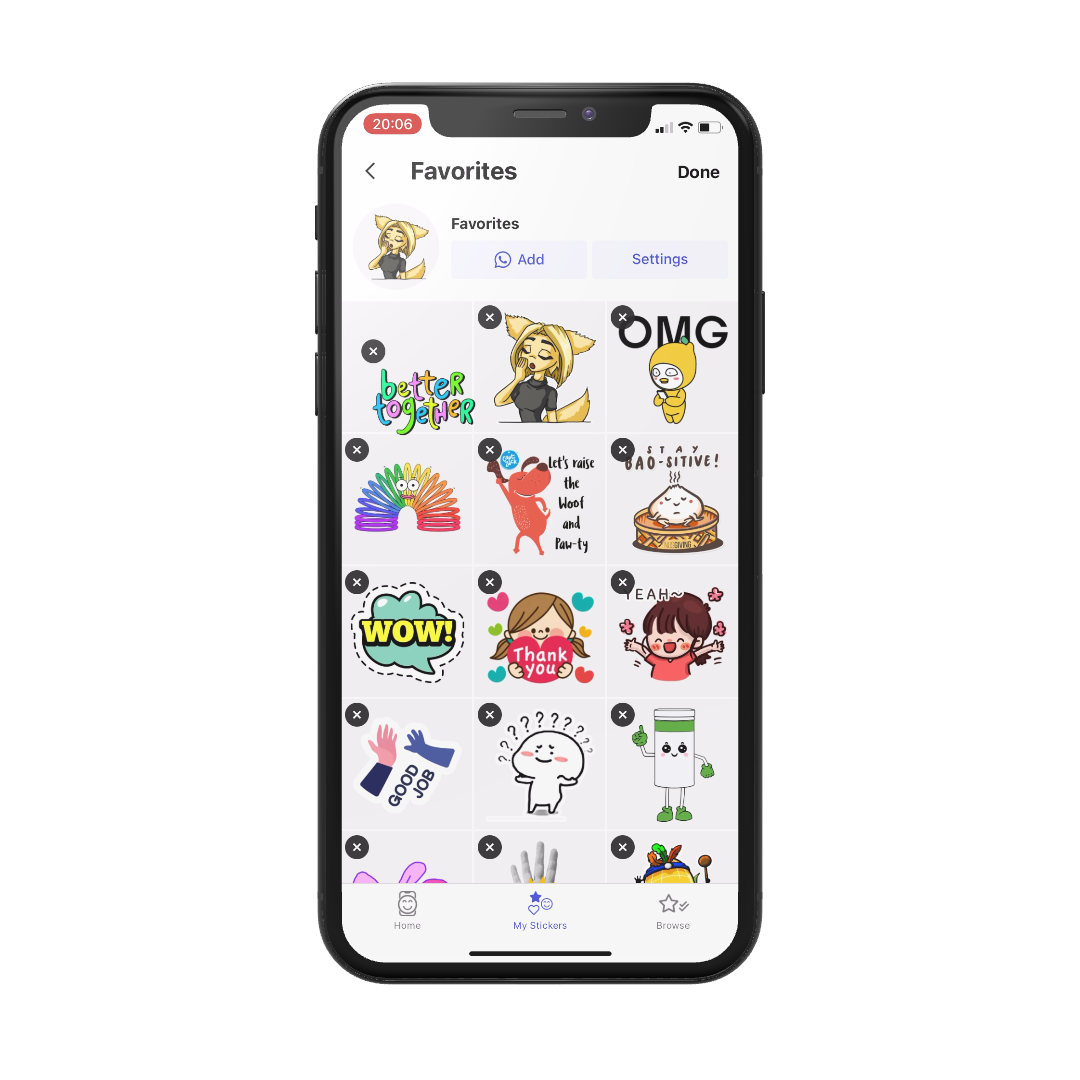 20:06
Favorites
Done
Favorites
Add
Settings
better
together
OMG
Let's raise
the
Woof
and
Paw-ty
STAY
BAO-SITIVE!
WOW!
Thank
you
YEAH~
GOOD
JOB
? ? ? ? ? ? ? ? ? ?
Home
My Stickers
Browse